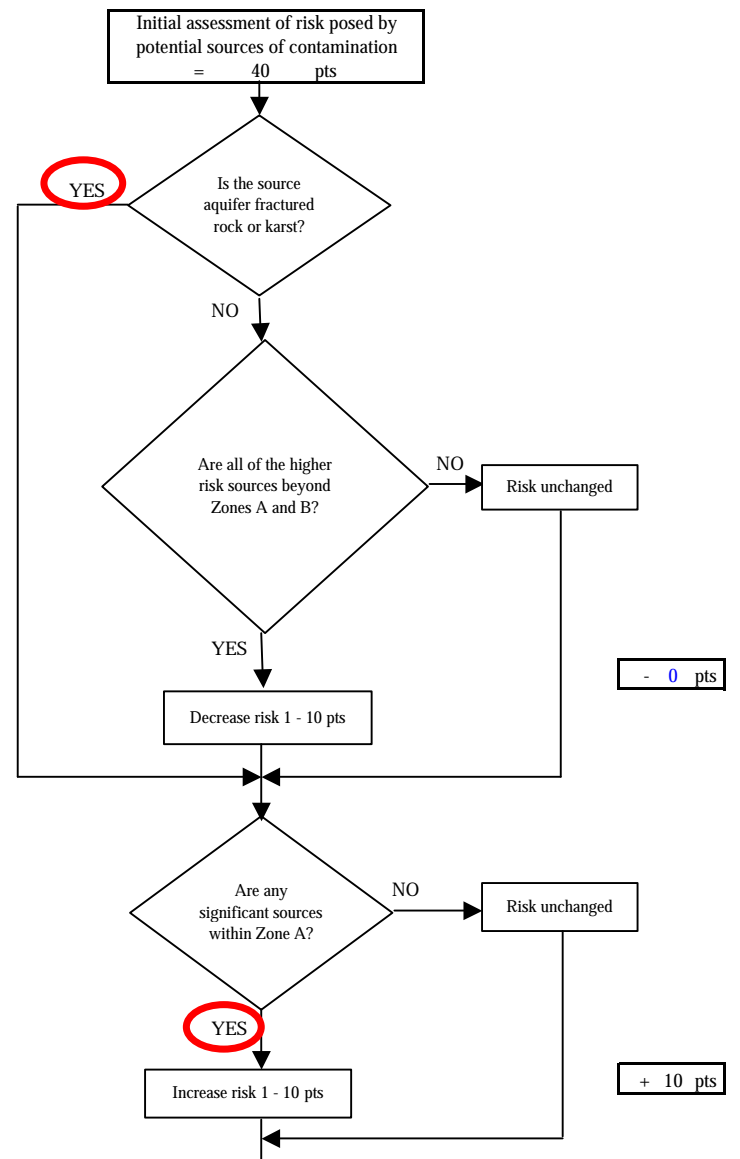 Initial assessment of risk posed by
potential sources of contamination
= 40 pts
YES
Is the source
aquifer fractured
rock or karst?
NO
Are all of the higher
risk sources beyond
Zones A and B?
NO
Risk unchanged
YES
- 0 pts
Decrease risk 1 - 10 pts
Are any
significant sources
within Zone A?
NO
Risk unchanged
YES
Increase risk 1 - 10 pts
+ 10 pts